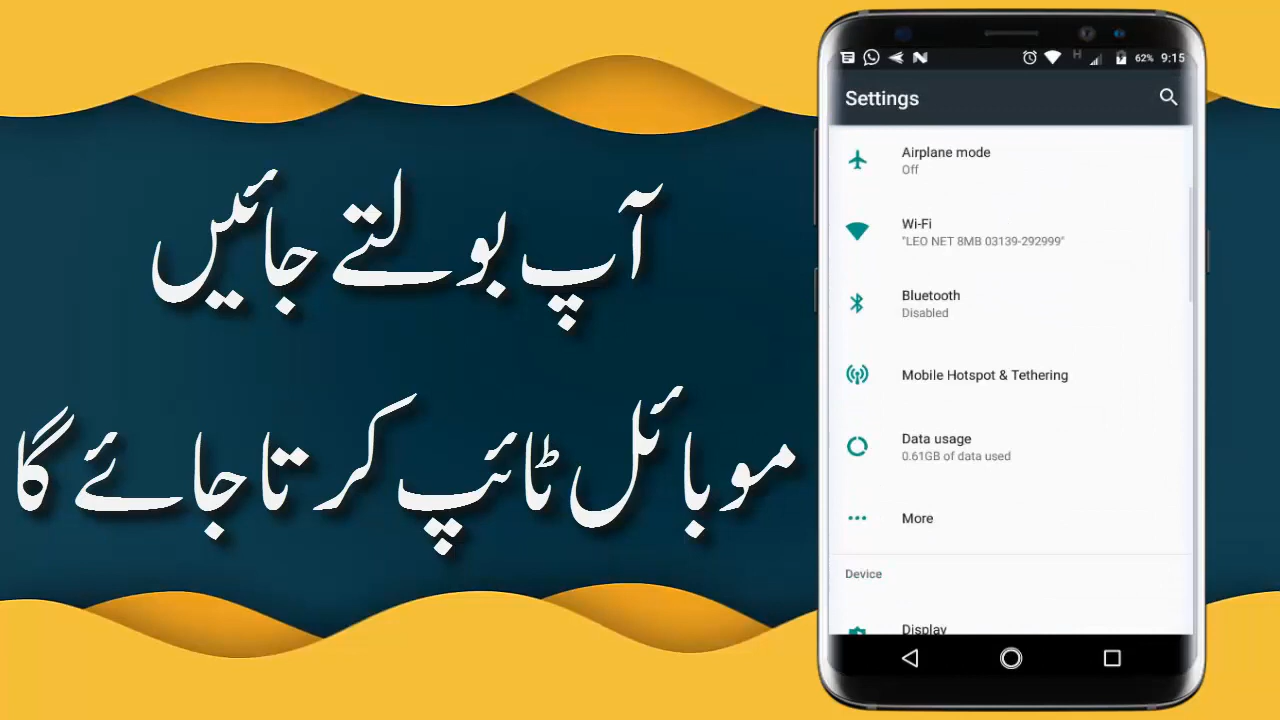 آپ بولتے جائیں
موبائل ٹائپ کرتا جائے گا
H 62% 9:15
Settings
Airplane mode
Off
Wi-Fi
"LEO NET 8MB 03139-292999"
Bluetooth
Disabled
Mobile Hotspot & Tethering
Data usage
0.61GB of data used
More
Device
Display